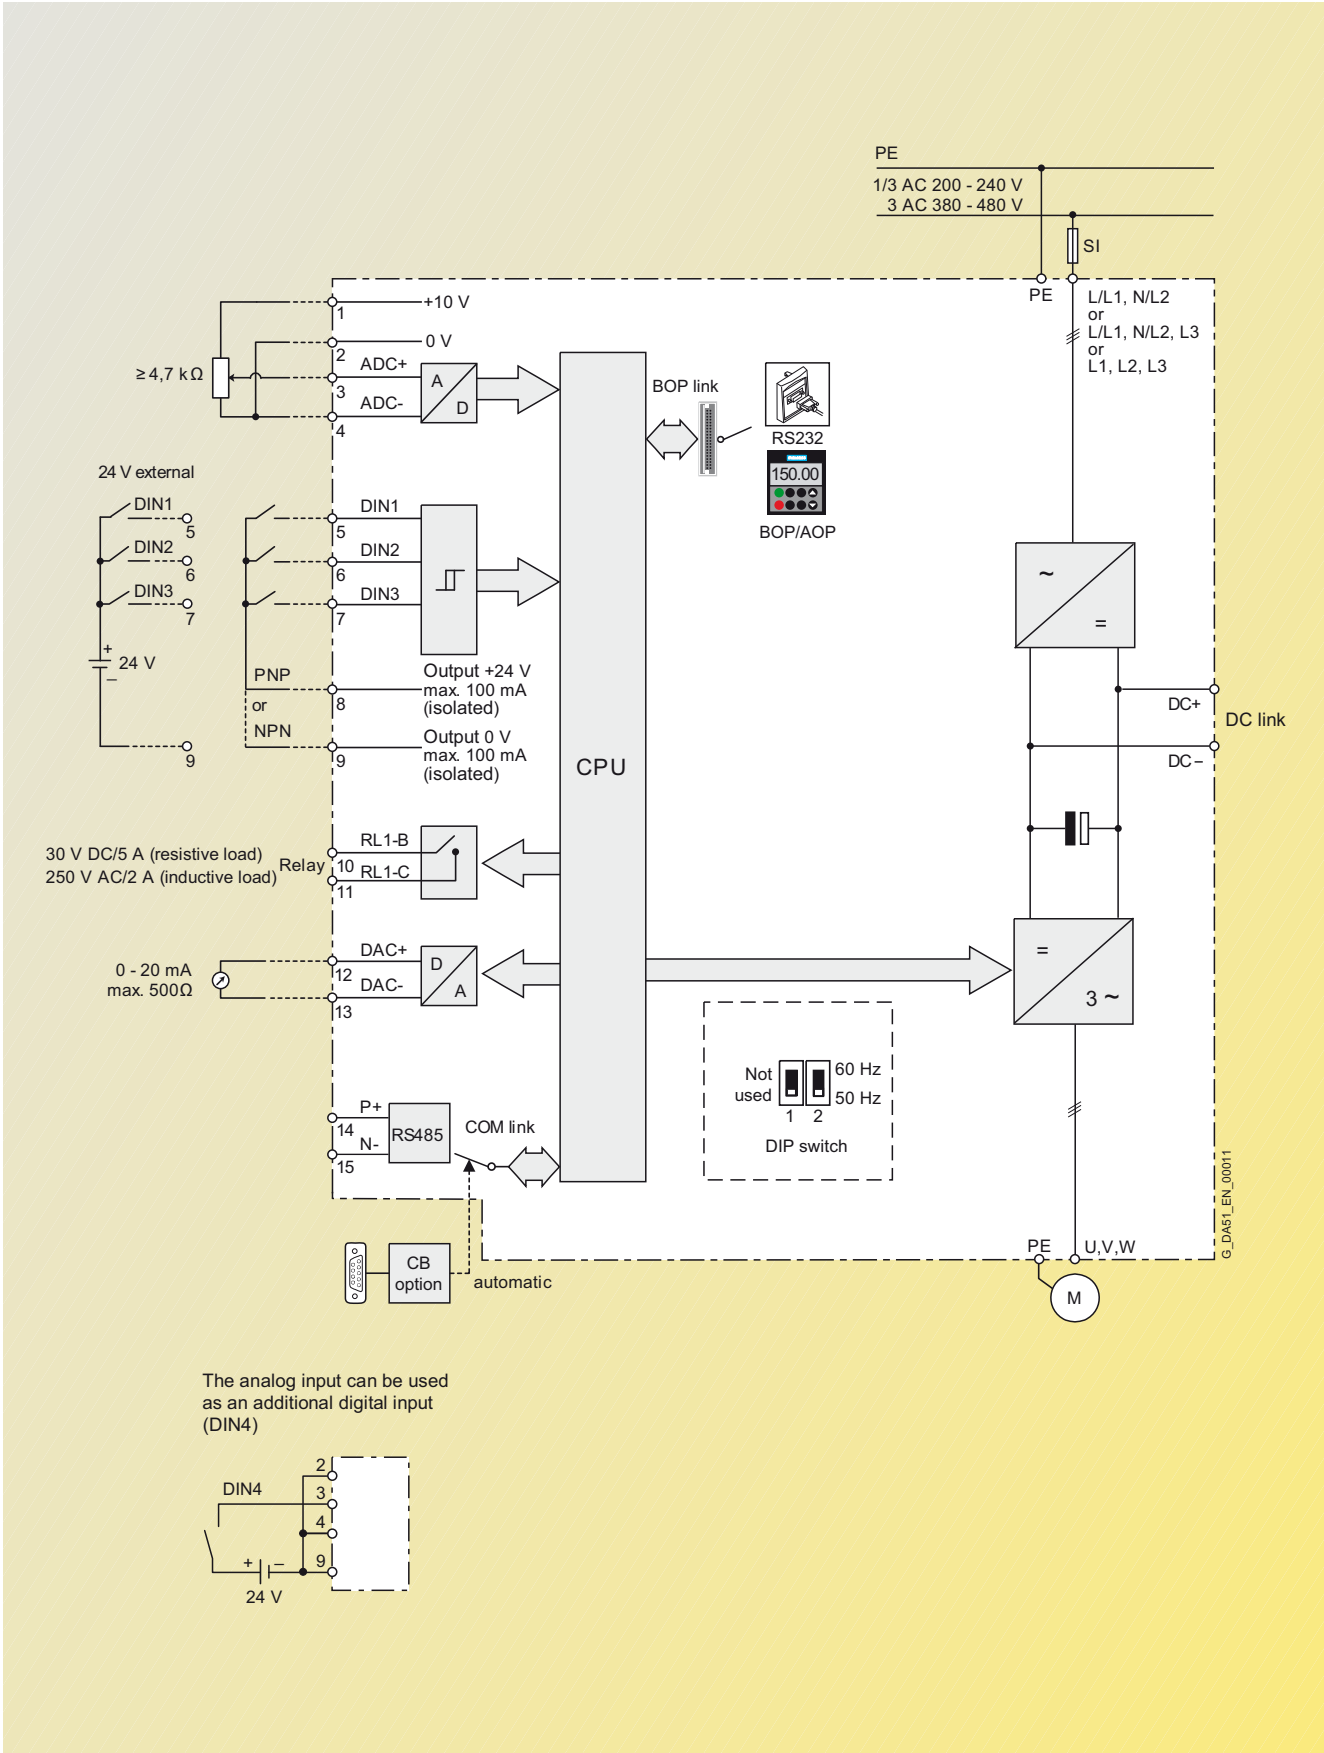 PE
1/3 AC 200 - 240 V
3 AC 380 - 480 V
SI
PE
L/L1, N/L2
or
L/L1, N/L2, L3
or
L1, L2, L3
1
+10 V
2
0 V
≥ 4,7 kΩ
ADC+
3
ADC-
4
A
D
BOP link
RS232
SIEMENS
150.00
BOP/AOP
24 V external
DIN1
5
DIN2
6
DIN3
7
+
24 V
–
9
DIN1
5
DIN2
6
DIN3
7
PNP
8
Output +24 V
max. 100 mA
(isolated)
or
NPN
9
Output 0 V
max. 100 mA
(isolated)
CPU
~
=
DC+
DC link
DC–
30 V DC/5 A (resistive load)
250 V AC/2 A (inductive load)
Relay
RL1-B
10
RL1-C
11
0 - 20 mA
max. 500Ω
DAC+
12
DAC-
13
D
A
=
3 ~
Not
used
60 Hz
50 Hz
1 2
DIP switch
P+
14
N-
15
RS485
COM link
CB
option
automatic
PE
U,V,W
M
G_DA51_EN_00011
The analog input can be used
as an additional digital input
(DIN4)
2
DIN4
3
4
9
+ –
24 V